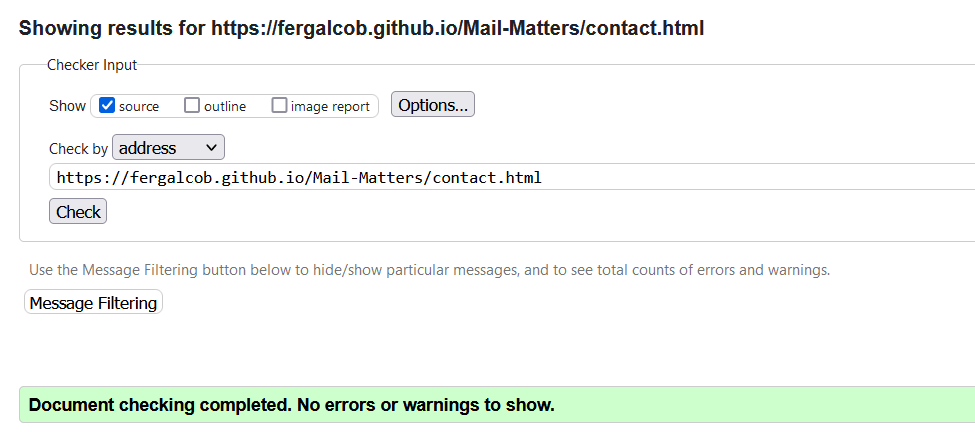 Showing results for https://fergalcob.github.io/Mail-Matters/contact.html
Checker Input
Show source outline image report Options...
Check by address
https://fergalcob.github.io/Mail-Matters/contact.html
Check
Use the Message Filtering button below to hide/show particular messages, and to see total counts of errors and warnings.
Message Filtering
Document checking completed. No errors or warnings to show.